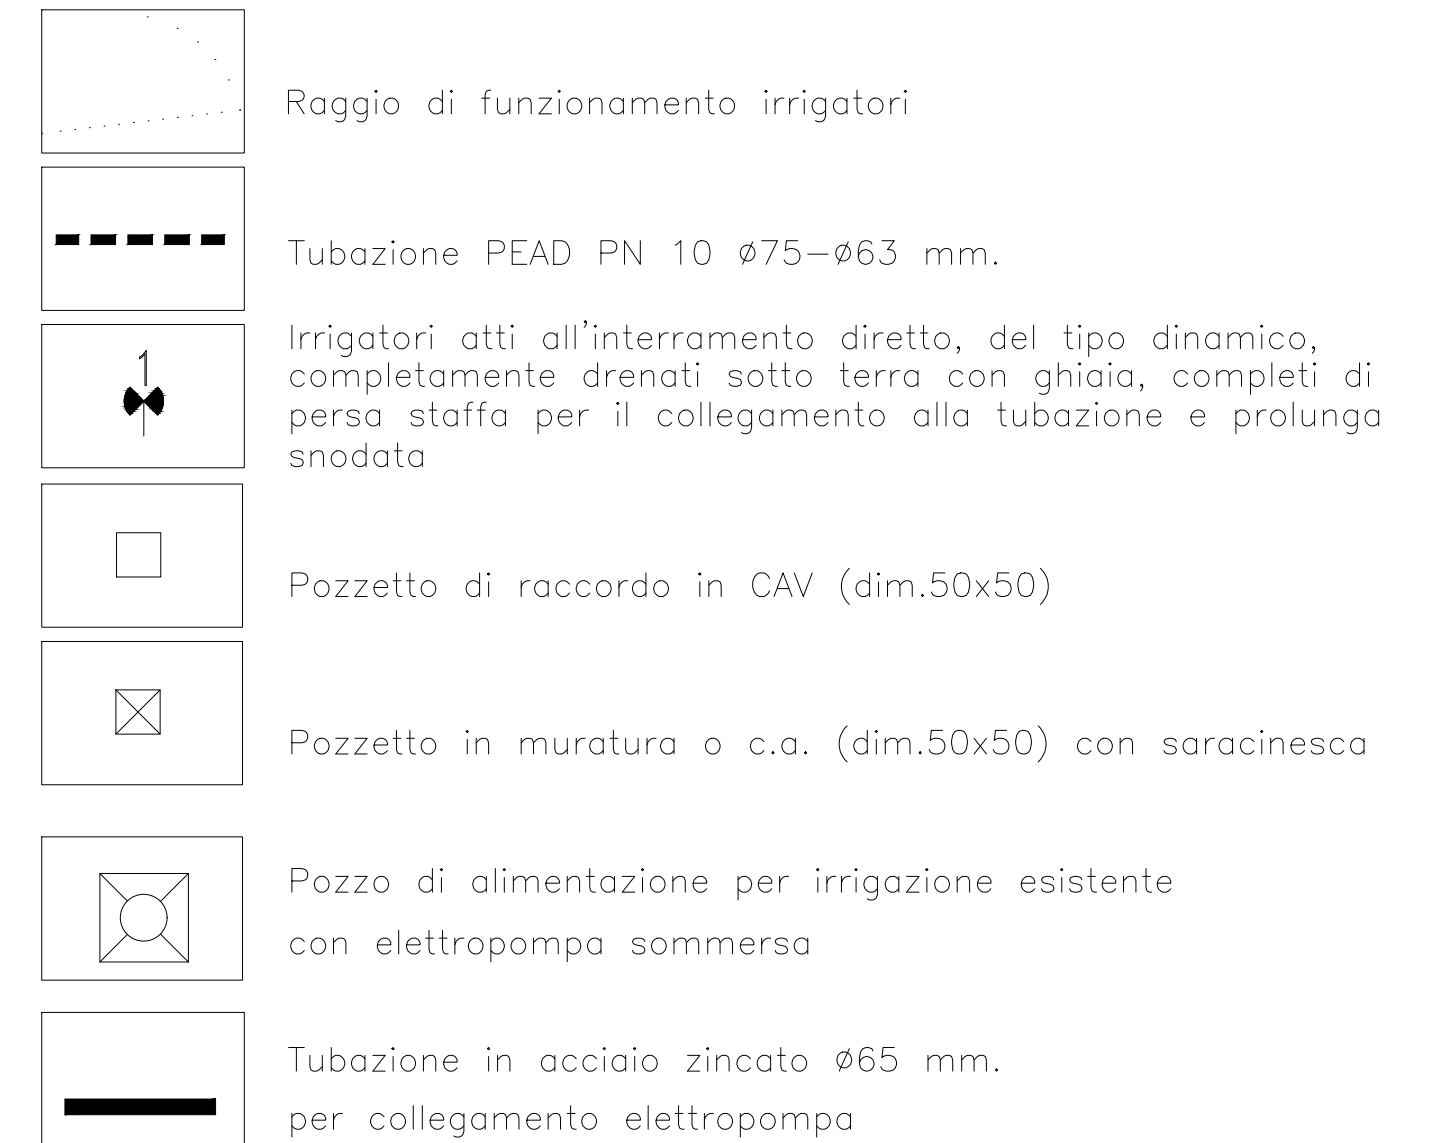 Raggio di funzionamento irrigatori
Tubazione PEAD PN 10 ø75-ø63 mm.
Irrigatori atti all'interramento diretto, del tipo dinamico,
1
completamente drenati sotto terra con ghiaia, completi di
persa staffa per il collegamento alla tubazione e prolunga
snodata
Pozzetto di raccordo in CAV (dim.50x50)
Pozzetto in muratura o c.a. (dim.50x50) con saracinesca
Pozzo di alimentazione per irrigazione esistente
con elettropompa sommersa
Tubazione in acciaio zincato ø65 mm.
per collegamento elettropompa